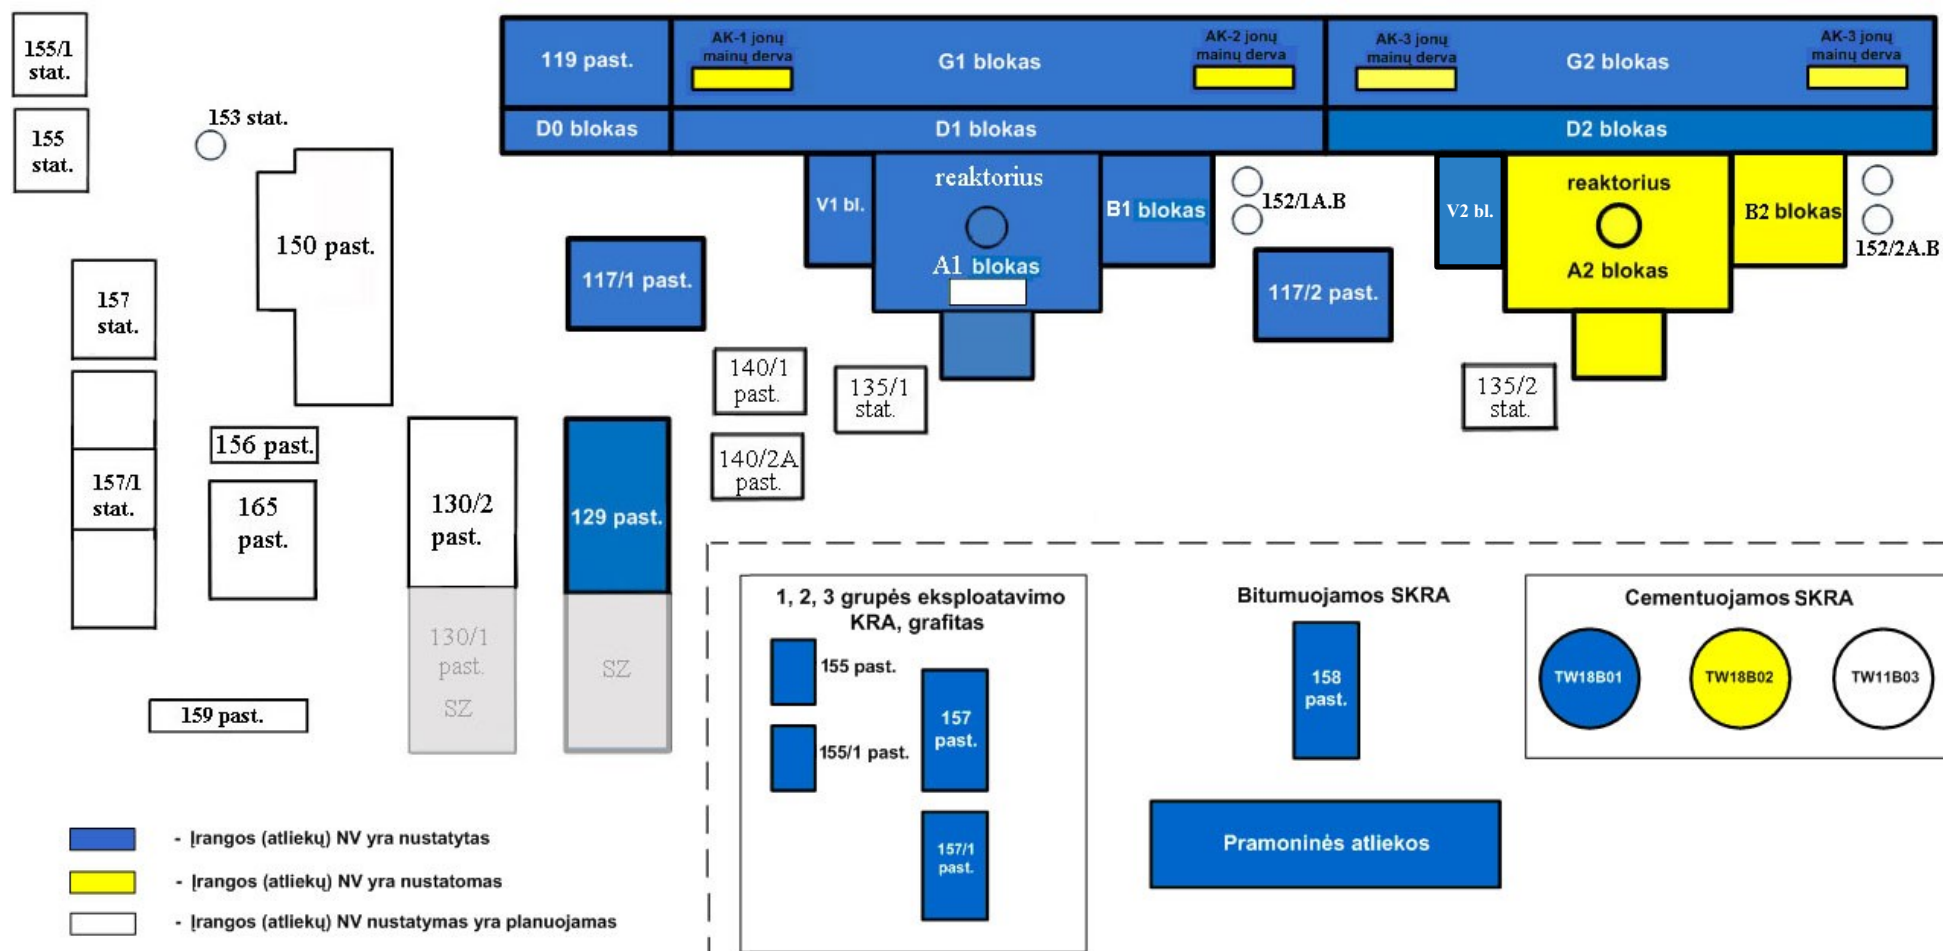 155/1
stat.
155
stat.
153 stat.
150 past.
157
stat.
157/1
stat.
156 past.
165
past.
159 past.
130/2
past.
130/1
past.
SZ
129 past.
SZ
119 past.
D0 blokas
AK-1 jonų
mainų derva
G1 blokas
AK-2 jonų
mainų derva
AK-3 jonų
mainų derva
G2 blokas
AK-3 jonų
mainų derva
D1 blokas
D2 blokas
V1 bl.
reaktorius
A1 blokas
B1 blokas
152/1A.B
V2 bl.
reaktorius
A2 blokas
B2 blokas
152/2A.B
117/1 past.
117/2 past.
140/1
past.
135/1
stat.
140/2A
past.
135/2
stat.
1, 2, 3 grupės eksploatavimo
KRA, grafitas
155 past.
155/1 past.
157
past.
157/1
past.
Bitumuojamos SKRA
158
past.
Cementuojamos SKRA
TW18B01
TW18B02
TW11B03
Pramoninės atliekos
- Įrangos (atliekų) NV yra nustatytas
- Įrangos (atliekų) NV yra nustatomas
- Įrangos (atliekų) NV nustatymas yra planuojamas